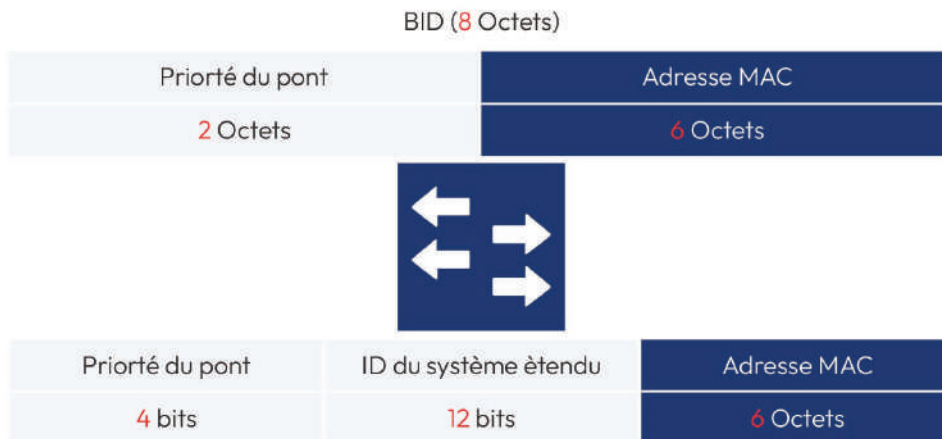 BID (8 Octets)
Priorté du pont Adresse MAC
2 Octets 6 Octets
Priorté du pont ID du système ètendu Adresse MAC
4 bits 12 bits 6 Octets